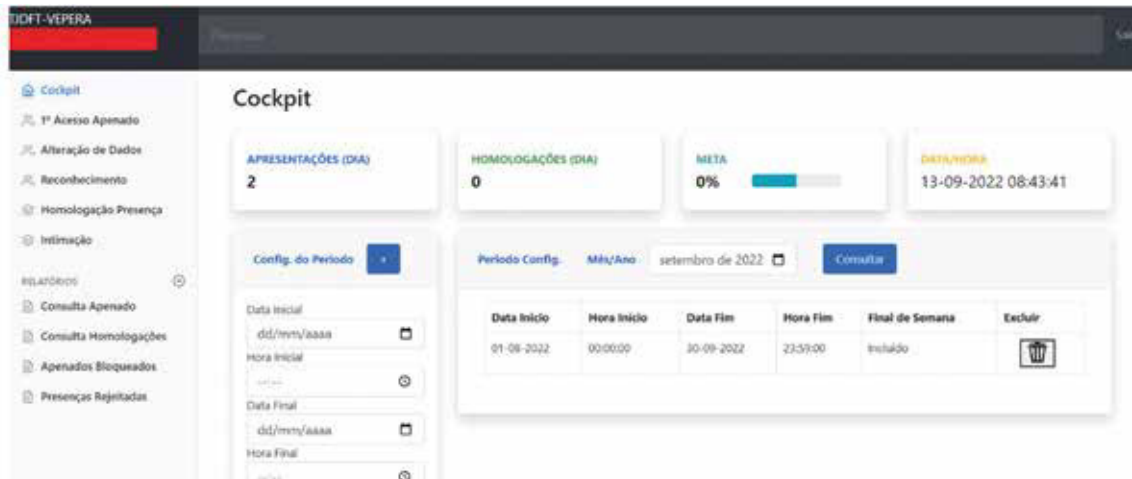 TJDFT-VEPERA
Cockpit
1º Acesso Apenado
Alteração de Dados
Reconhecimento
Homologação Presença
Intimação
RELATÓRIOS
Consulta Apenado
Consulta Homologações
Apenados Bloqueados
Presenças Rejeitadas
Cockpit
APRESENTAÇÕES (DIA)
2
HOMOLOGAÇÕES (DIA)
0
META
0%
DATA/HORA
13-09-2022 08:43:41
Config. do Período +
Data Inicial
dd/mm/aaaa
Hora Inicial
--:--
Data Final
dd/mm/aaaa
Hora Final
Período Config. Mês/Ano setembro de 2022 Consultar
Data Início Hora Início Data Fim Hora Fim Final de Semana Excluir
01-08-2022 00:00:00 30-09-2022 23:59:00 Incluído